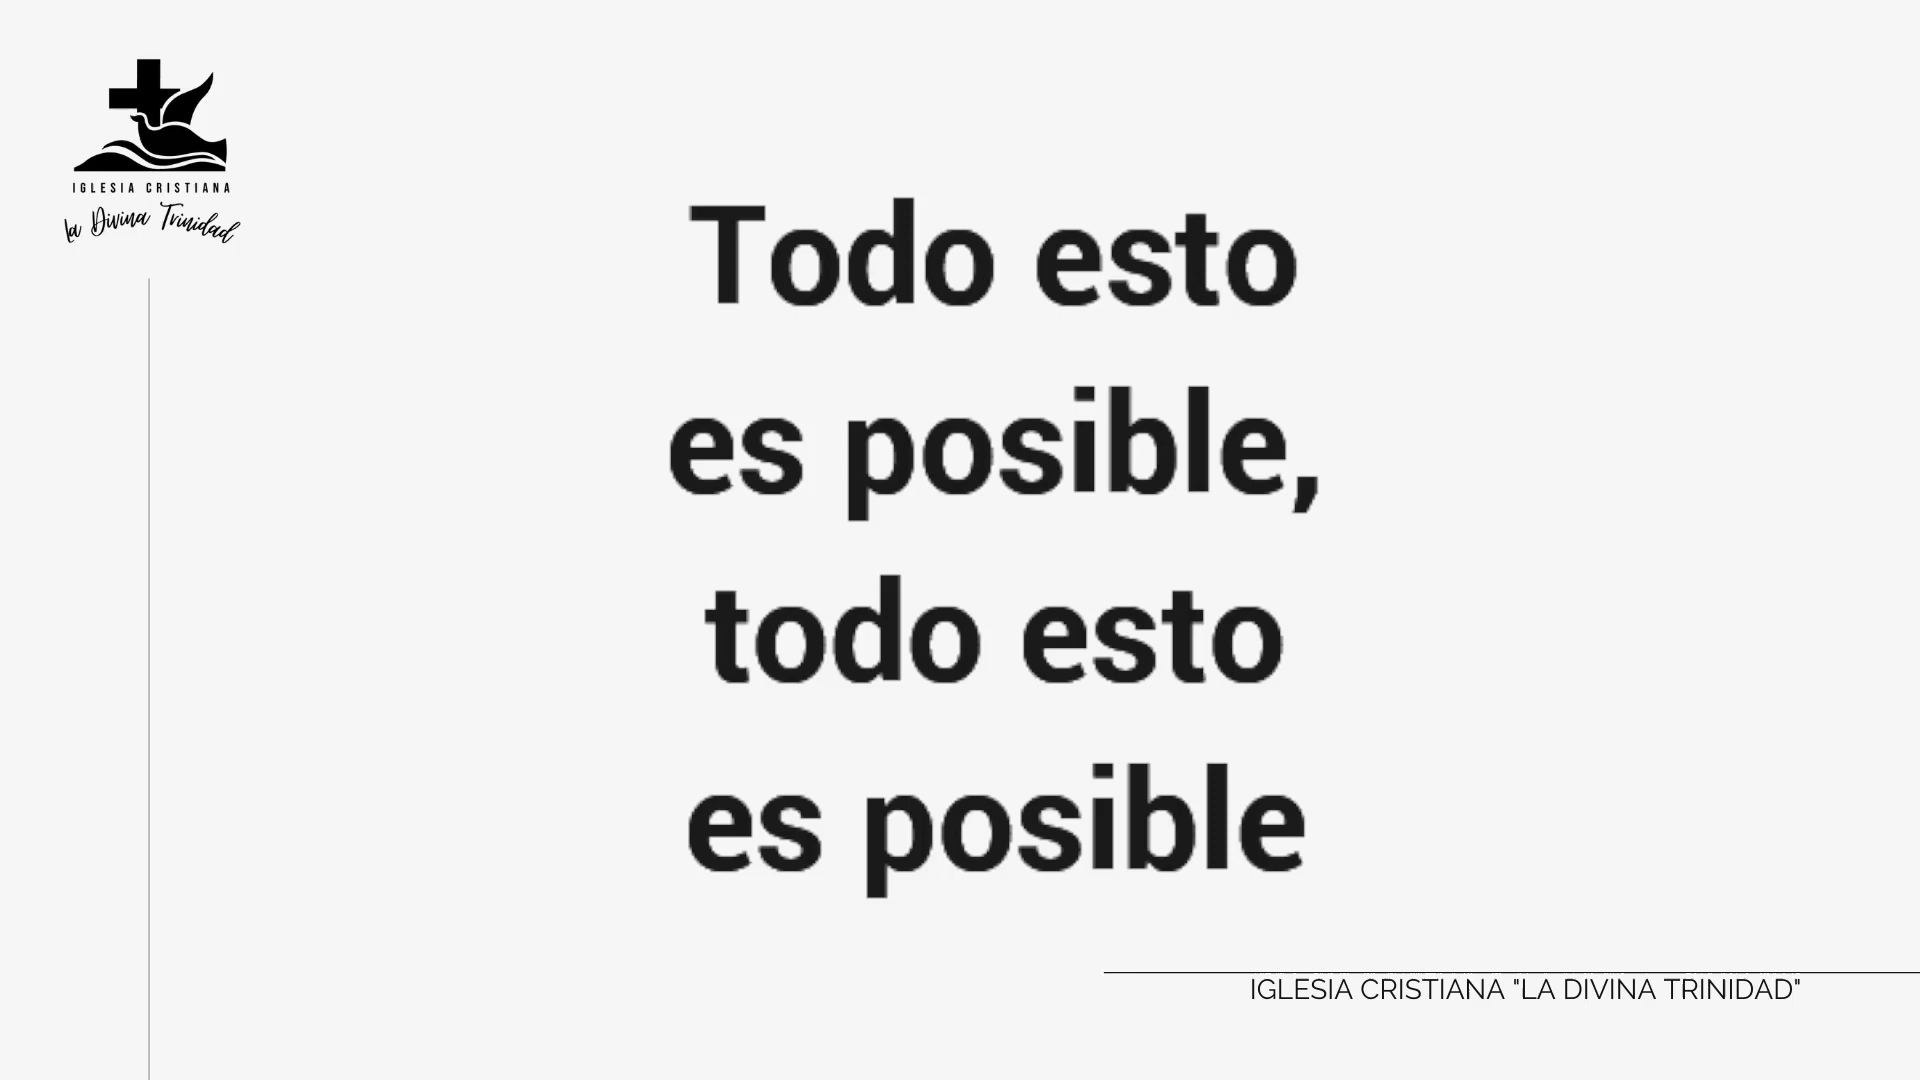 IGLESIA CRISTIANA
la Divina Trinidad
Todo esto
es posible,
todo esto
es posible
IGLESIA CRISTIANA "LA DIVINA TRINIDAD"